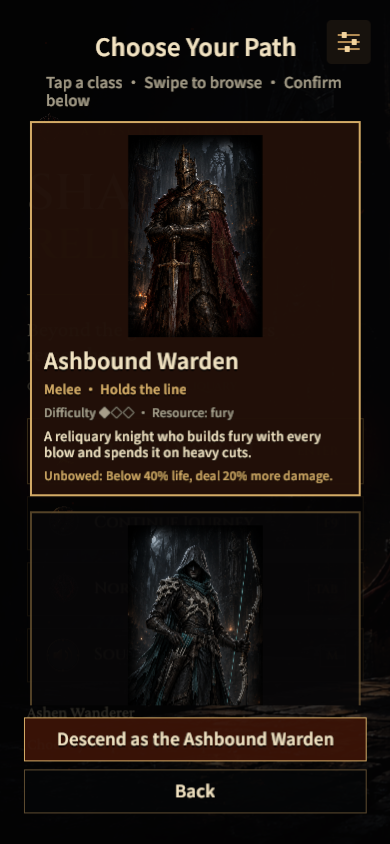 Choose Your Path
Tap a class • Swipe to browse • Confirm
below
Ashbound Warden
Melee • Holds the line
Difficulty ◆◇◇ • Resource: fury
A reliquary knight who builds fury with every
blow and spends it on heavy cuts.
Unbowed: Below 40% life, deal 20% more damage.
Ashen Wanderer
Descend as the Ashbound Warden
Back